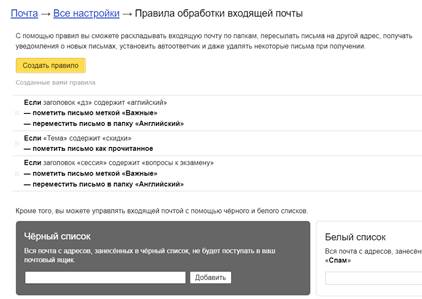 Почта → Все настройки → Правила обработки входящей почты
С помощью правил вы сможете раскладывать входящую почту по папкам, пересылать письма на другой адрес, получать
уведомления о новых письмах, установить автоответчик и даже удалять некоторые письма при получении.
Создать правило
Созданные вами правила
Если заголовок «дз» содержит «аглийский»
— пометить письмо меткой «Важные»
— переместить письмо в папку «Английский»
Если «Тема» содержит «скидки»
— пометить письмо как прочитанное
Если заголовок «сессия» содержит «вопросы к экзамену»
— пометить письмо меткой «Важные»
— переместить письмо в папку «Английский»
Кроме того, вы можете управлять входящей почтой с помощью чёрного и белого списков.
Чёрный список
Вся почта с адресов, занесённых в чёрный список, не будет поступать в ваш
почтовый ящик.
Добавить
Белый список
Вся почта с адресов, занесённ
«Спам»